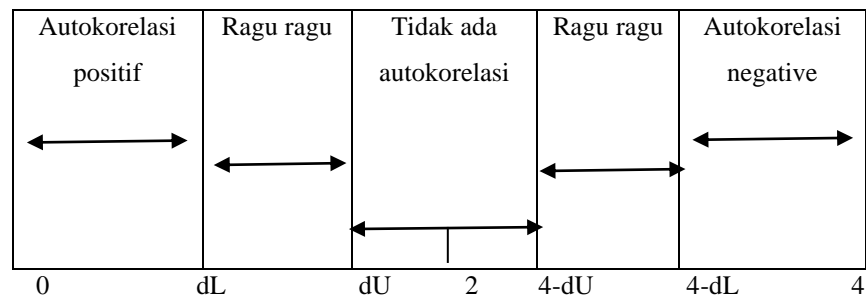 Autokorelasi
positif
Ragu ragu
Tidak ada
autokorelasi
Ragu ragu
Autokorelasi
negative
0 dL dU 2 4-dU 4-dL 4